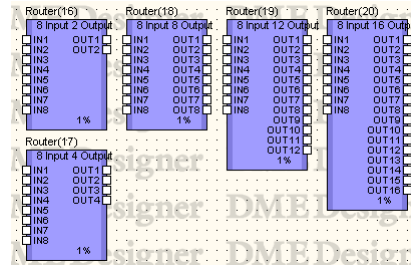 Router(16) Router(18) Router(19) Router(20)
8 Input 2 Output 8 Input 8 Output 8 Input 12 Output 8 Input 16 Outp
IN1 OUT1 IN1 OUT1 IN1 OUT1 IN1 OUT1
IN2 OUT2 IN2 OUT2 IN2 OUT2 IN2 OUT2
IN3 IN3 OUT3 IN3 OUT3 IN3 OUT3
IN4 IN4 OUT4 IN4 OUT4 IN4 OUT4
IN5 IN5 OUT5 IN5 OUT5 IN5 OUT5
IN6 IN6 OUT6 IN6 OUT6 IN6 OUT6
IN7 IN7 OUT7 IN7 OUT7 IN7 OUT7
IN8 IN8 OUT8 IN8 OUT8 IN8 OUT8
1% 1% OUT9 OUT9
OUT10 OUT10
OUT11 OUT11
OUT12 OUT12
1% OUT13
OUT14
OUT15
OUT16
1%
Router(17)
8 Input 4 Output
IN1 OUT1
IN2 OUT2
IN3 OUT3
IN4 OUT4
IN5
IN6
IN7
IN8
1%
signer DME Design